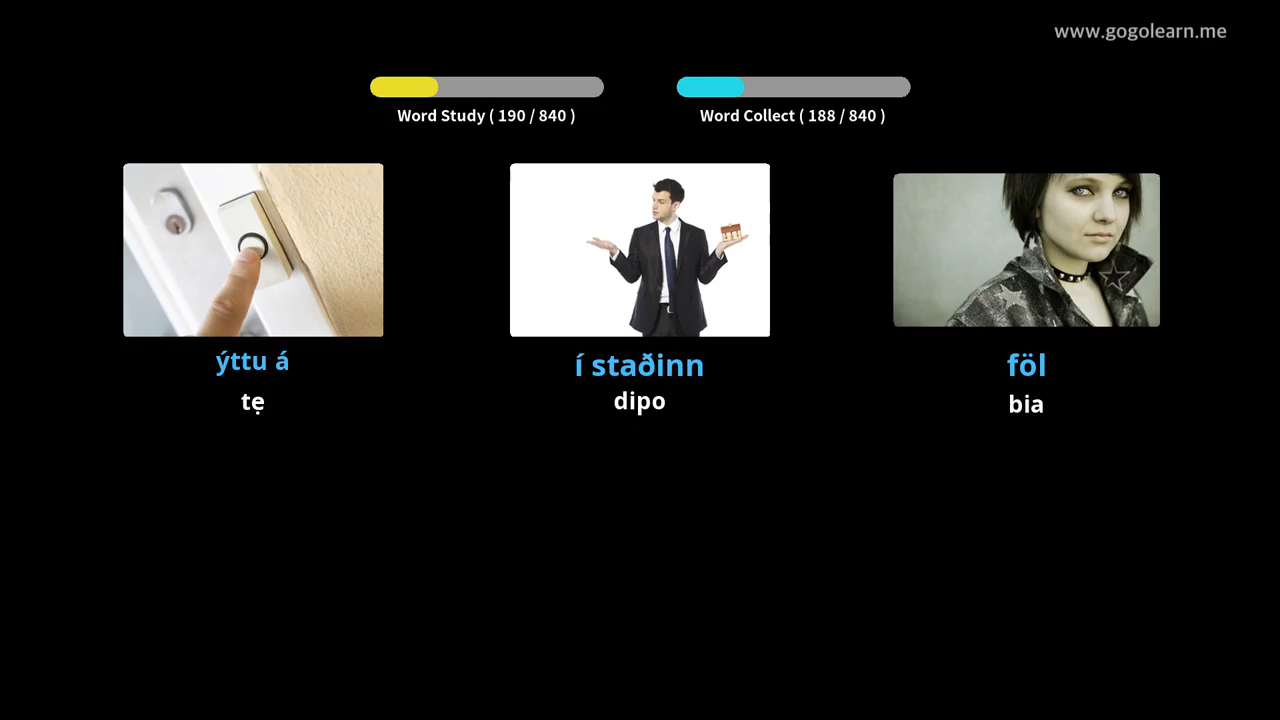 www.gogolearn.me
Word Study ( 190 / 840 )
Word Collect ( 188 / 840 )
ýttu á
í staðinn
föl
tẹ
dipo
bia